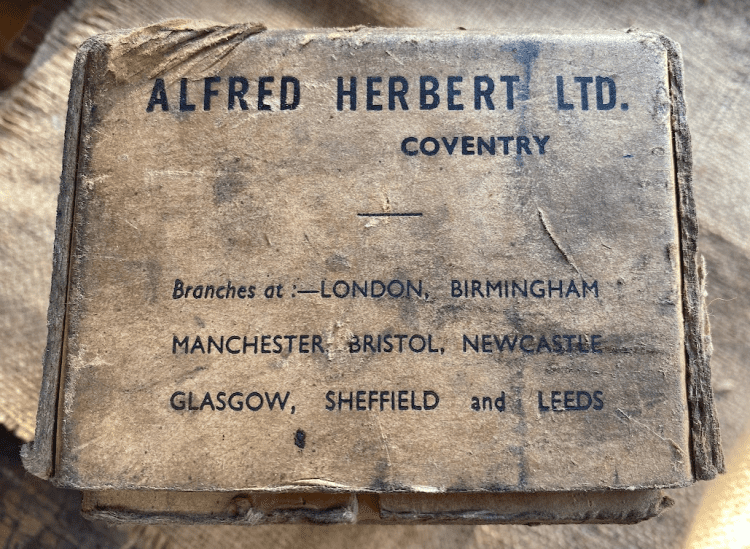 ALFRED HERBERT LTD.
COVENTRY
Branches at :—LONDON, BIRMINGHAM
MANCHESTER, BRISTOL, NEWCASTLE
GLASGOW, SHEFFIELD and LEEDS